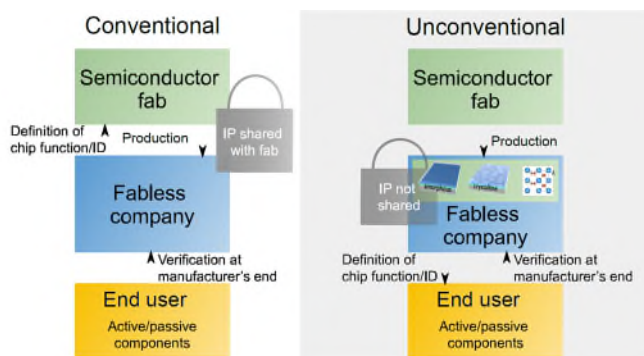 Conventional
Semiconductor
fab
Definition of
chip function/ID
Production
IP shared
with fab
Fabless
company
Verification at
manufacturer's end
End user
Active/passive
components
Unconventional
Semiconductor
fab
Production
IP not
shared
amorphous
crystalline
Fabless
company
Definition of
chip function/ID
Verification at
manufacturer's end
End user
Active/passive
components